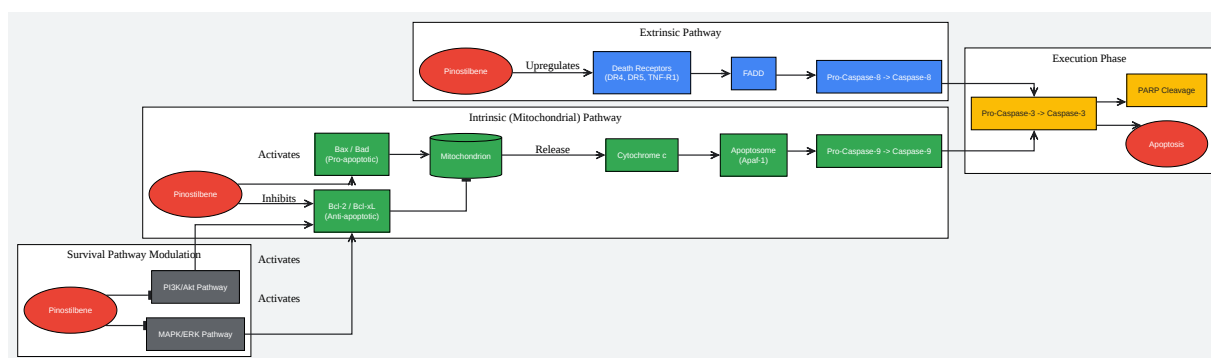 Extrinsic Pathway
Pinostilbene
Upregulates
Death Receptors
(DR4, DR5, TNF-R1)
FADD
Pro-Caspase-8 -> Caspase-8
Execution Phase
Pro-Caspase-3 -> Caspase-3
PARP Cleavage
Apoptosis
Intrinsic (Mitochondrial) Pathway
Pinostilbene
Activates
Inhibits
Bax / Bad
(Pro-apoptotic)
Bcl-2 / Bcl-xL
(Anti-apoptotic)
Mitochondrion
Release
Cytochrome c
Apoptosome
(Apaf-1)
Pro-Caspase-9 -> Caspase-9
Survival Pathway Modulation
Pinostilbene
PI3K/Akt Pathway
MAPK/ERK Pathway
Activates
Activates